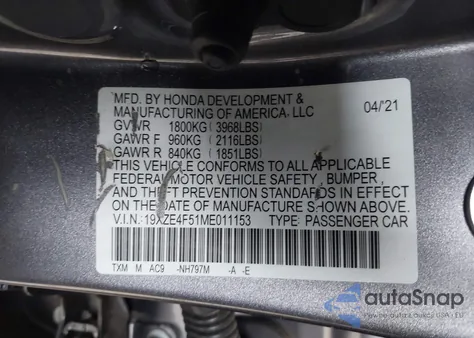 MFD. BY HONDA DEVELOPMENT &
MANUFACTURING OF AMERICA, LLC 04/'21
GVWR 1800KG ( 3968LBS)
GAWR F 960KG ( 2116LBS)
GAWR R 840KG ( 1851LBS)
THIS VEHICLE CONFORMS TO ALL APPLICABLE
FEDERAL MOTOR VEHICLE SAFETY , BUMPER,
AND THEFT PREVENTION STANDARDS IN EFFECT
ON THE DATE OF MANUFACTURE SHOWN ABOVE.
V.I.N.:19XZE4F51ME011153 TYPE: PASSENGER CAR
TXM M AC9 -NH797M -A -E
autoSnap